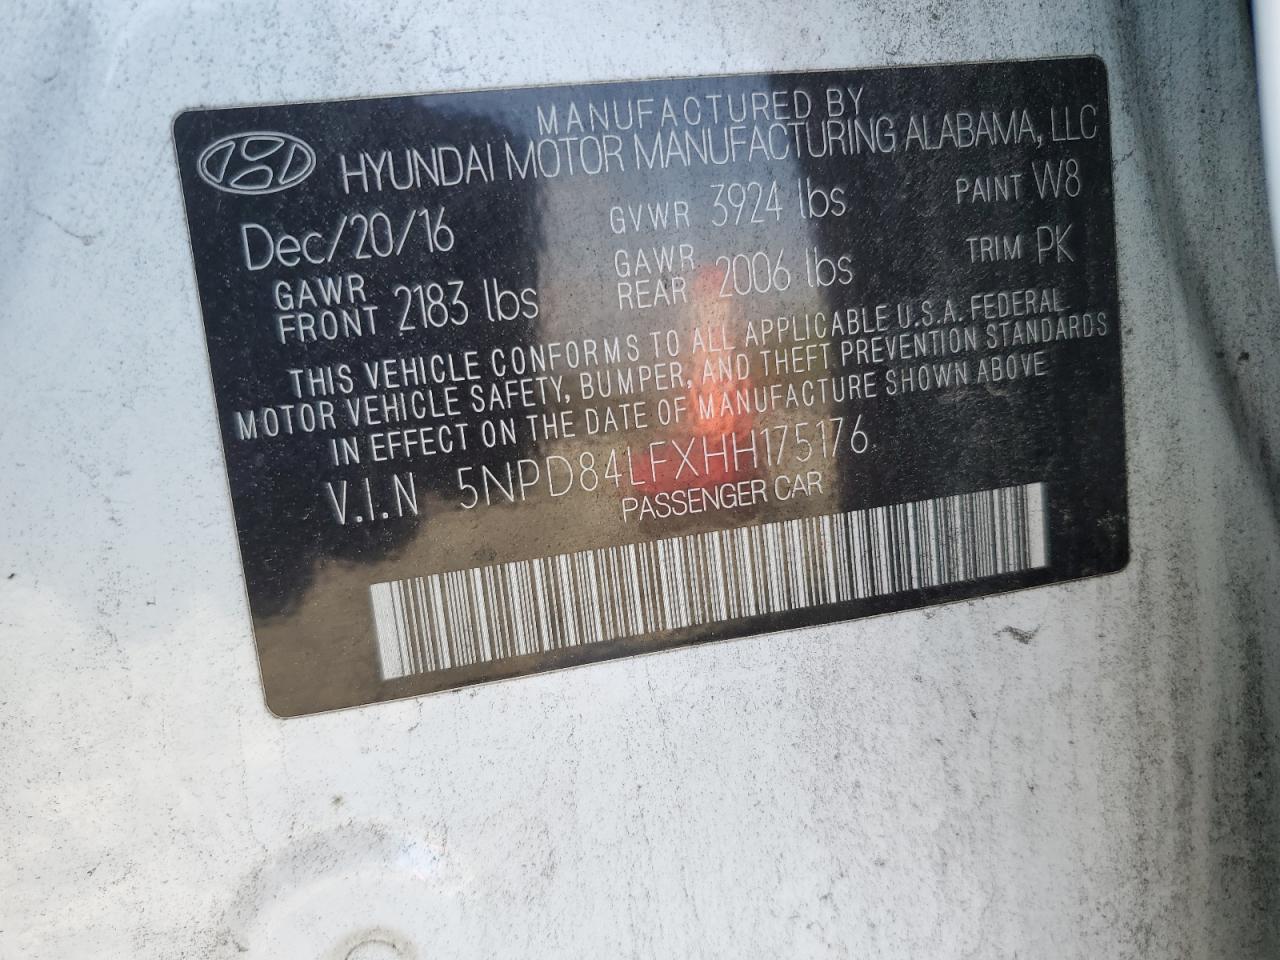 MANUFACTURED BY
HYUNDAI MOTOR MANUFACTURING ALABAMA, LLC
Dec/20/16 GVWR 3924 lbs PAINT W8
GAWR FRONT 2183 lbs GAWR REAR 2006 lbs TRIM PK
THIS VEHICLE CONFORMS TO ALL APPLICABLE U.S.A. FEDERAL
MOTOR VEHICLE SAFETY, BUMPER, AND THEFT PREVENTION STANDARDS
IN EFFECT ON THE DATE OF MANUFACTURE SHOWN ABOVE
V.I.N 5NPD84LFXHH175176
PASSENGER CAR